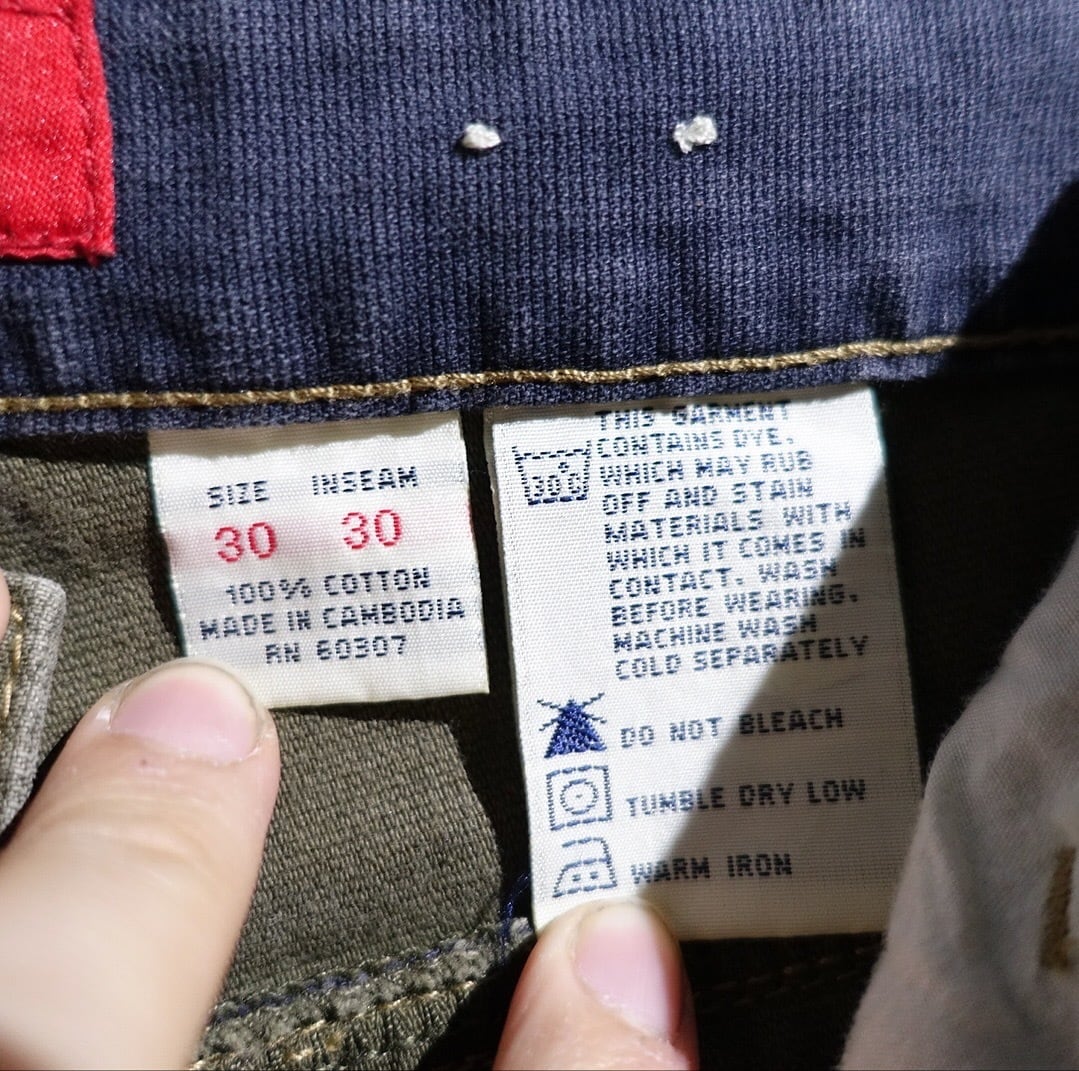 SIZE INSEAM
30 30
100% COTTON
MADE IN CAMBODIA
RN 60307
THIS GARMENT
CONTAINS DYE,
WHICH MAY RUB
OFF AND STAIN
MATERIALS WITH
WHICH IT COMES IN
CONTACT. WASH
BEFORE WEARING.
MACHINE WASH
COLD SEPARATELY
DO NOT BLEACH
TUMBLE DRY LOW
WARM IRON